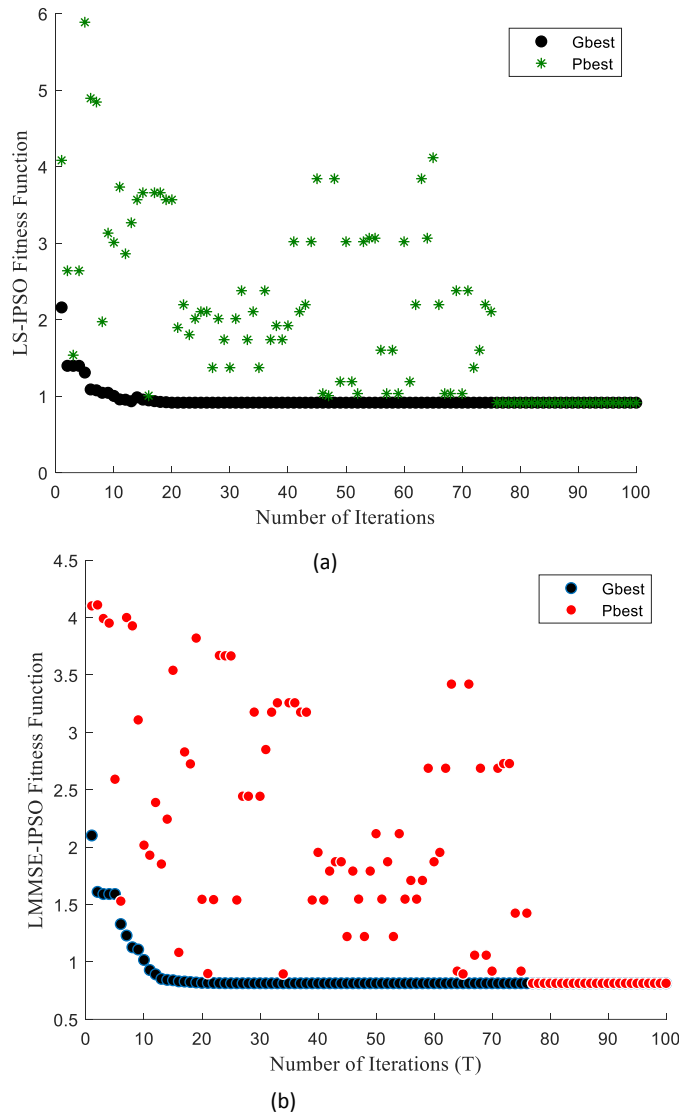 6
5
4
3
2
1
0
LS-IPSO Fitness Function
Gbest
Pbest
0 10 20 30 40 50 60 70 80 90 100
Number of Iterations
(a)
4.5
4
3.5
3
2.5
2
1.5
1
0.5
LMMSE-IPSO Fitness Function
Gbest
Pbest
0 10 20 30 40 50 60 70 80 90 100
Number of Iterations (T)
(b)